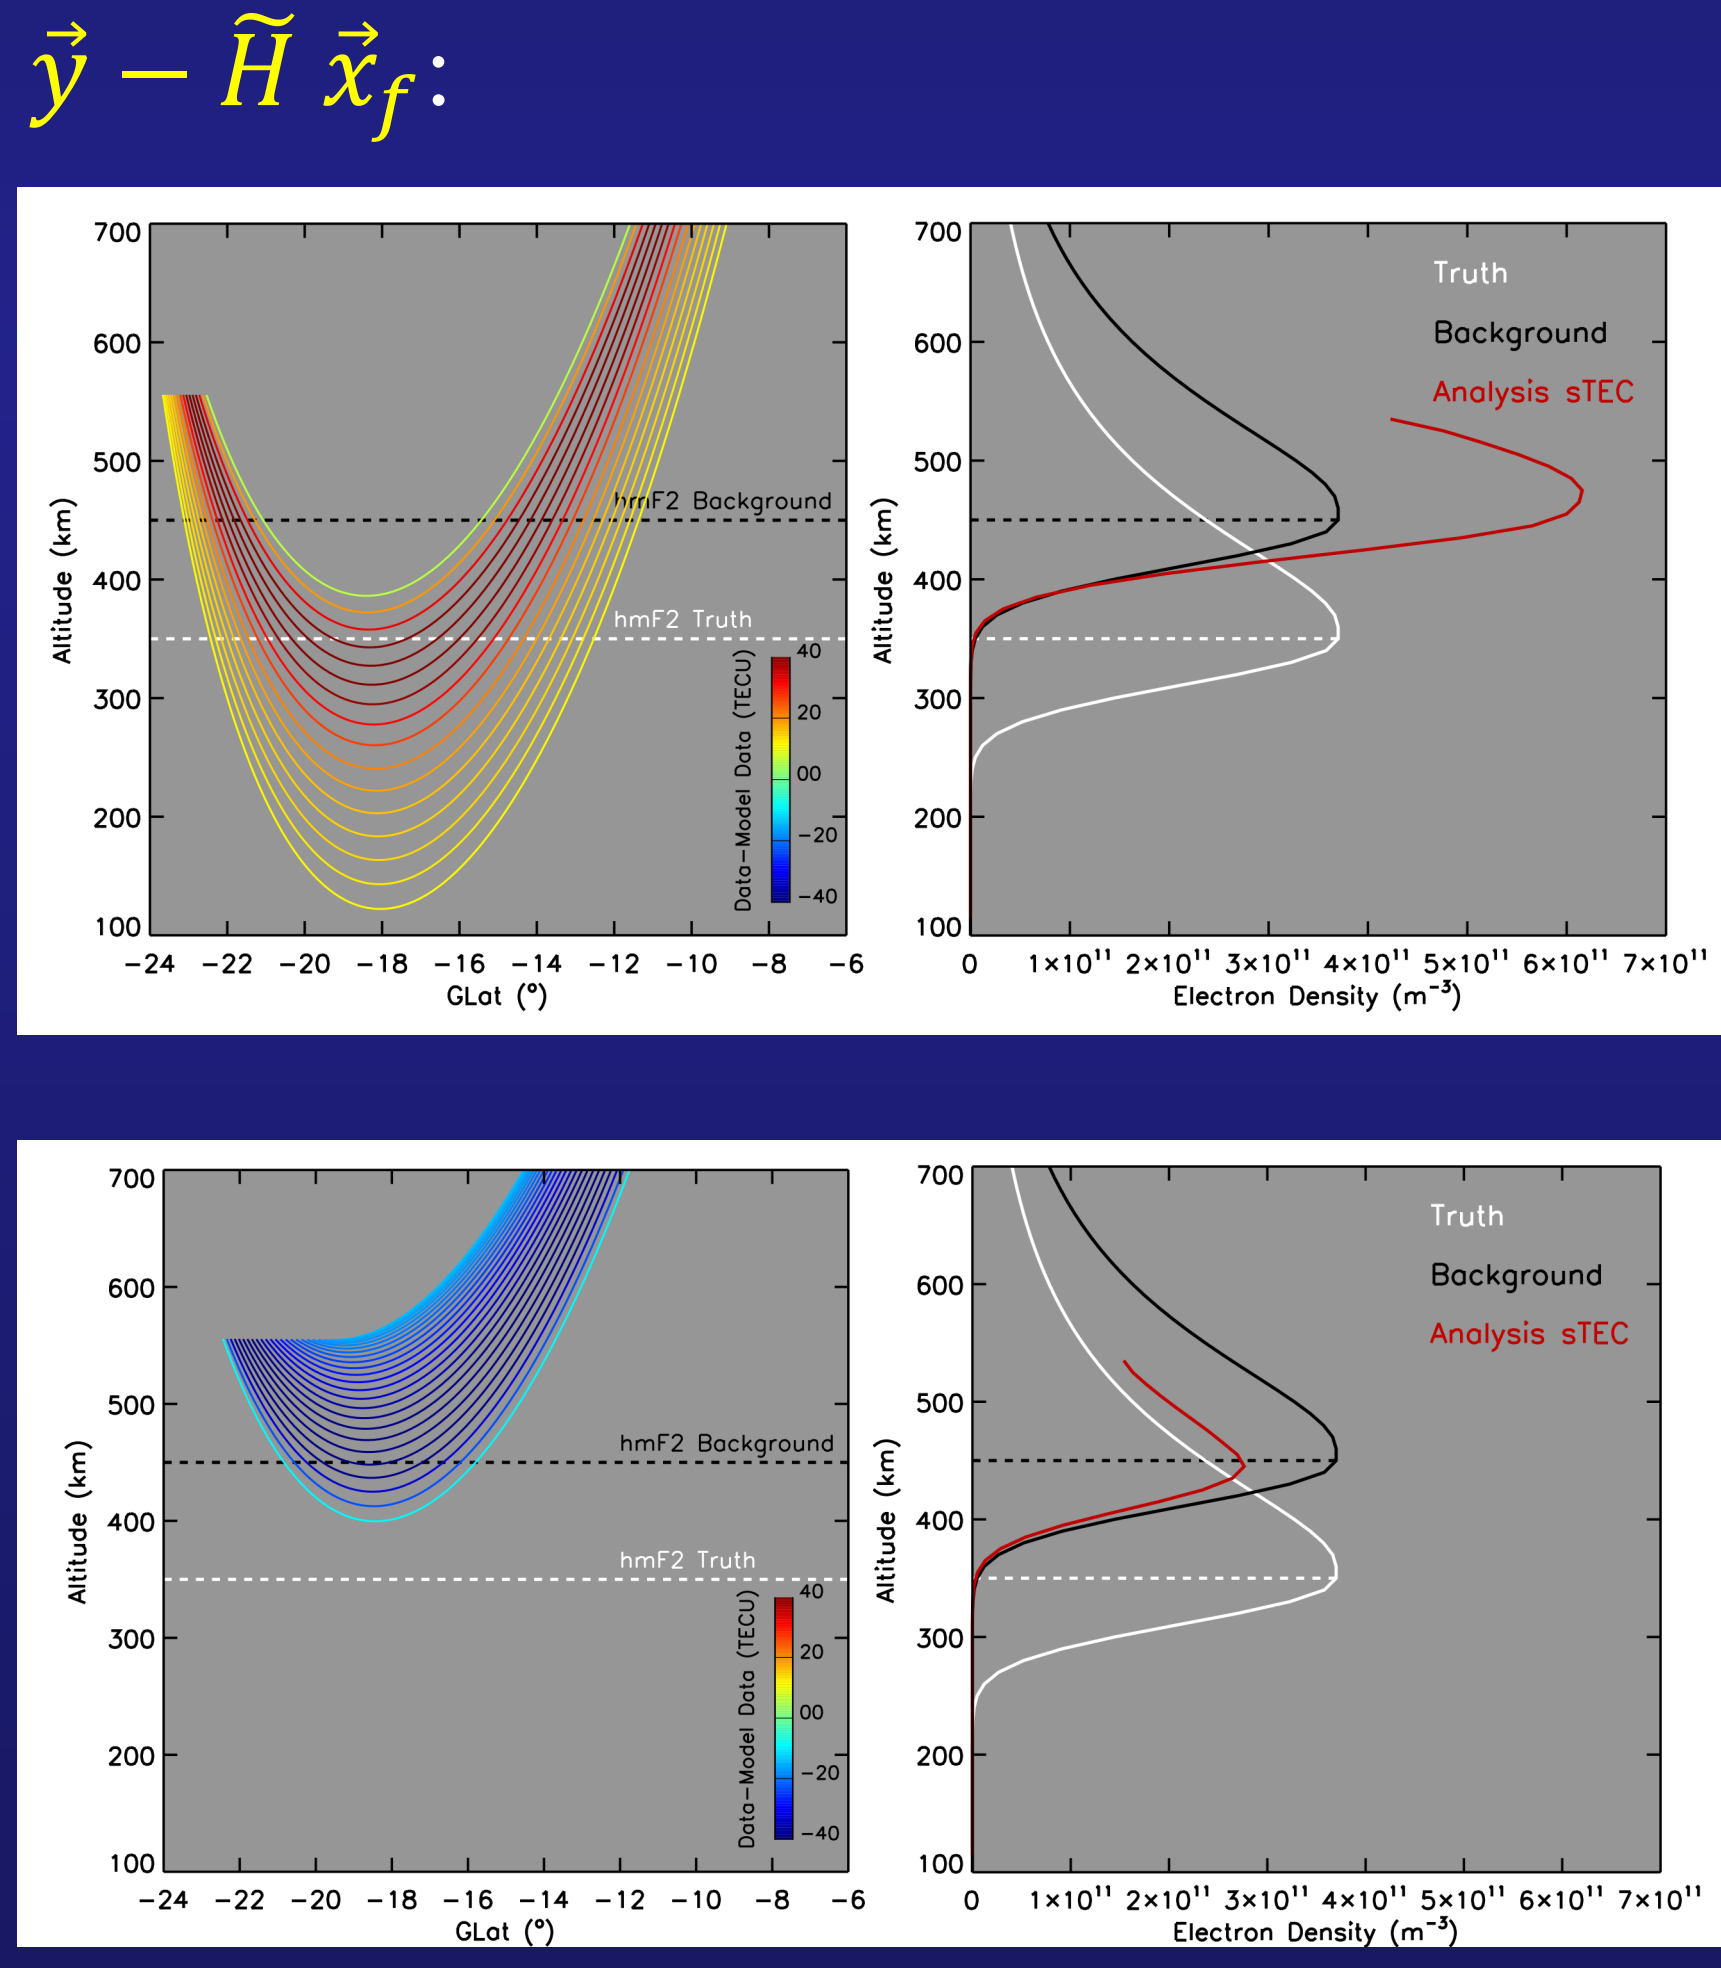 y⃗ − H̃ x⃗_f :
700
600
500
400
300
200
100
Altitude (km)
hmF2 Background
hmF2 Truth
Data−Model Data (TECU)
40
20
00
−20
−40
−24 −22 −20 −18 −16 −14 −12 −10 −8 −6
GLat (°)
700
600
500
400
300
200
100
Altitude (km)
Truth
Background
Analysis sTEC
0 1×10¹¹ 2×10¹¹ 3×10¹¹ 4×10¹¹ 5×10¹¹ 6×10¹¹ 7×10¹¹
Electron Density (m⁻³)
700
600
500
400
300
200
100
Altitude (km)
hmF2 Background
hmF2 Truth
Data−Model Data (TECU)
40
20
00
−20
−40
−24 −22 −20 −18 −16 −14 −12 −10 −8 −6
GLat (°)
700
600
500
400
300
200
100
Altitude (km)
Truth
Background
Analysis sTEC
0 1×10¹¹ 2×10¹¹ 3×10¹¹ 4×10¹¹ 5×10¹¹ 6×10¹¹ 7×10¹¹
Electron Density (m⁻³)